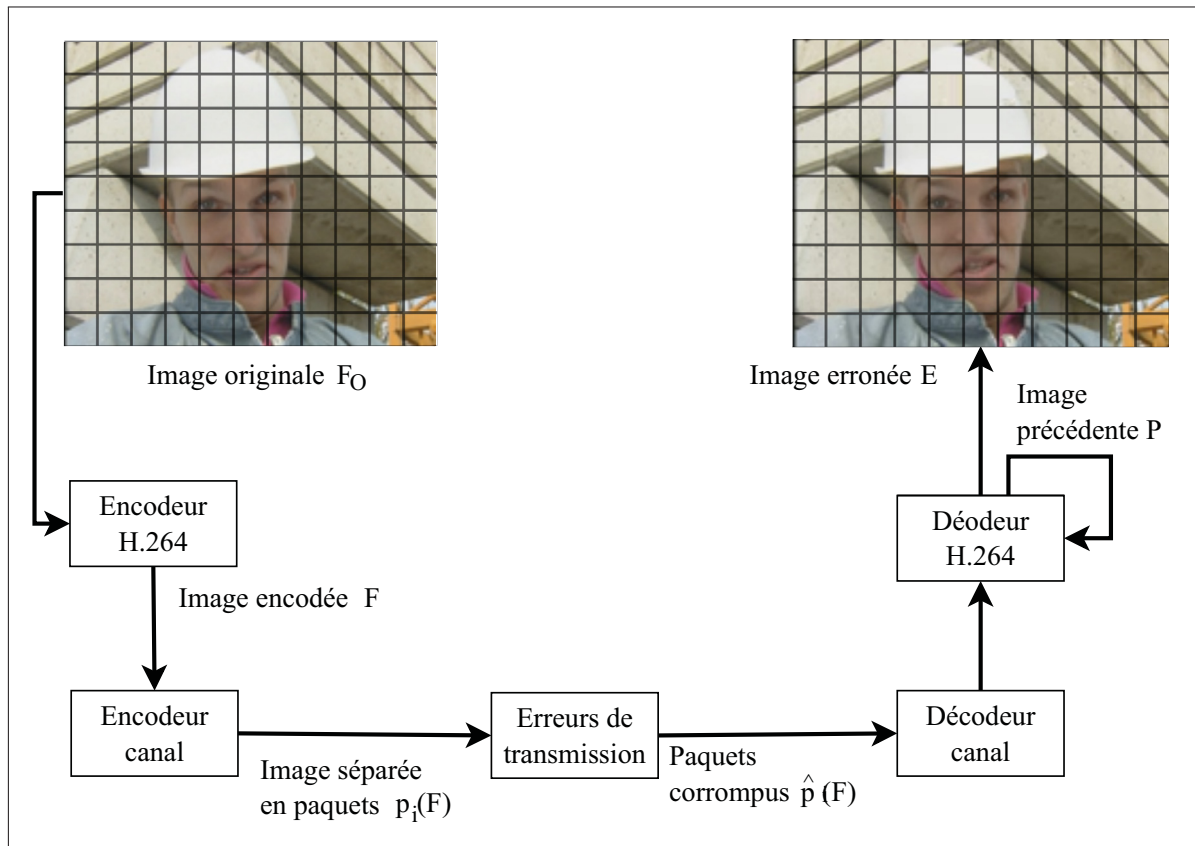 Image originale F_O
Image erronée E
Image
précédente P
Encodeur
H.264
Déodeur
H.264
Image encodée F
Encodeur
canal
Erreurs de
transmission
Décodeur
canal
Image séparée
en paquets p_i(F)
Paquets
corrompus p̂_i(F)